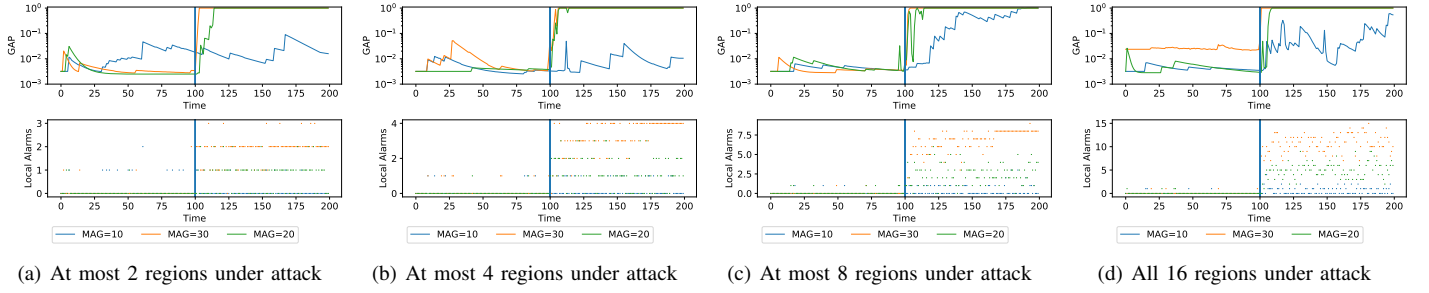 10⁰
10⁻¹
10⁻²
10⁻³
GAP
0 25 50 75 100 125 150 175 200
Time
3
2
1
0
Local Alarms
0 25 50 75 100 125 150 175 200
Time
MAG=10 MAG=30 MAG=20
(a) At most 2 regions under attack
10⁰
10⁻¹
10⁻²
10⁻³
GAP
0 25 50 75 100 125 150 175 200
Time
4
2
0
Local Alarms
0 25 50 75 100 125 150 175 200
Time
MAG=10 MAG=30 MAG=20
(b) At most 4 regions under attack
10⁰
10⁻¹
10⁻²
10⁻³
GAP
0 25 50 75 100 125 150 175 200
Time
7.5
5.0
2.5
0.0
Local Alarms
0 25 50 75 100 125 150 175 200
Time
MAG=10 MAG=30 MAG=20
(c) At most 8 regions under attack
10⁰
10⁻¹
10⁻²
10⁻³
GAP
0 25 50 75 100 125 150 175 200
Time
15
10
5
0
Local Alarms
0 25 50 75 100 125 150 175 200
Time
MAG=10 MAG=30 MAG=20
(d) All 16 regions under attack